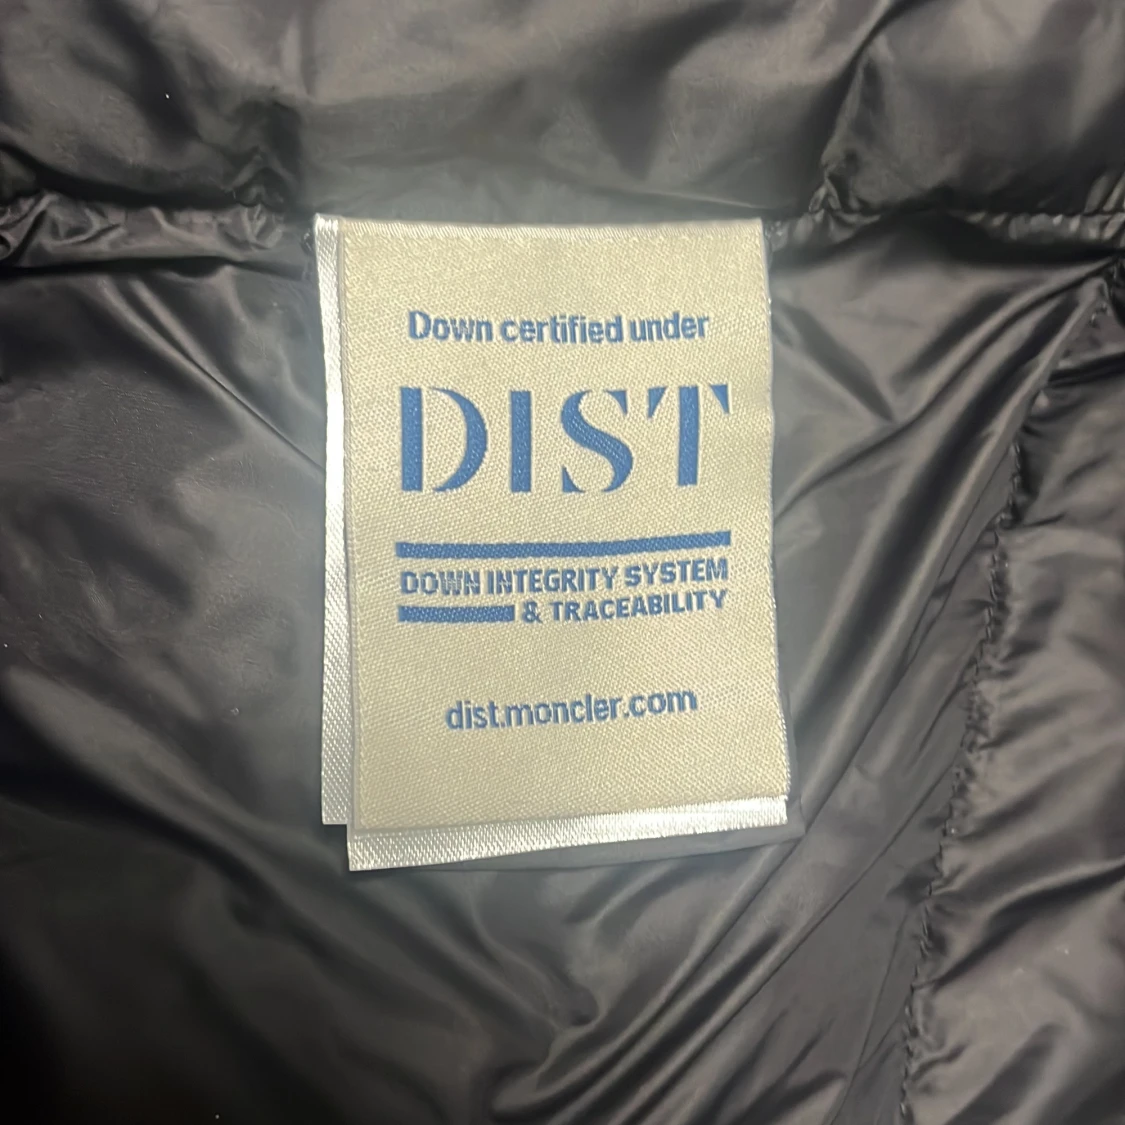 Down certified under
DIST
DOWN INTEGRITY SYSTEM
& TRACEABILITY
dist.moncler.com